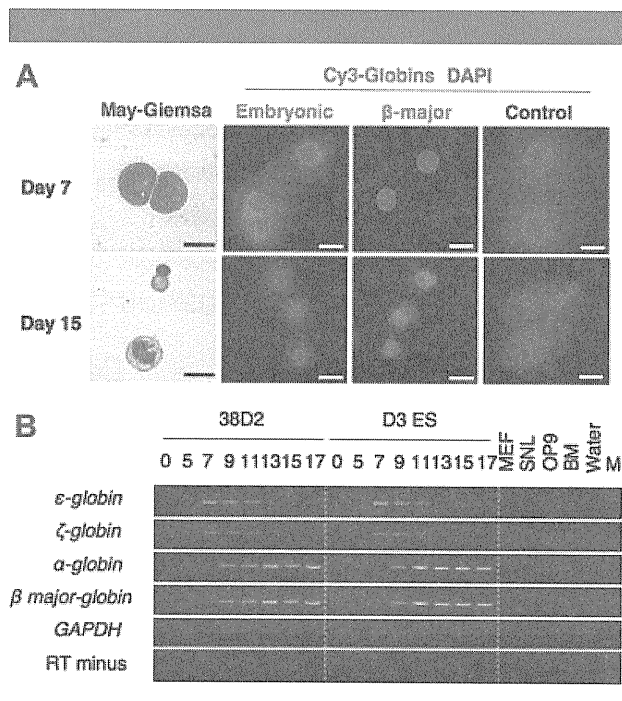 A
Cy3-Globins DAPI
May-Giemsa Embryonic β-major Control
Day 7
Day 15
B
38D2 D3 ES
0 5 7 9 11 13 15 17 0 5 7 9 11 13 15 17 MEF SNL OP9 BM Water M
ε-globin
ζ-globin
α-globin
β major-globin
GAPDH
RT minus